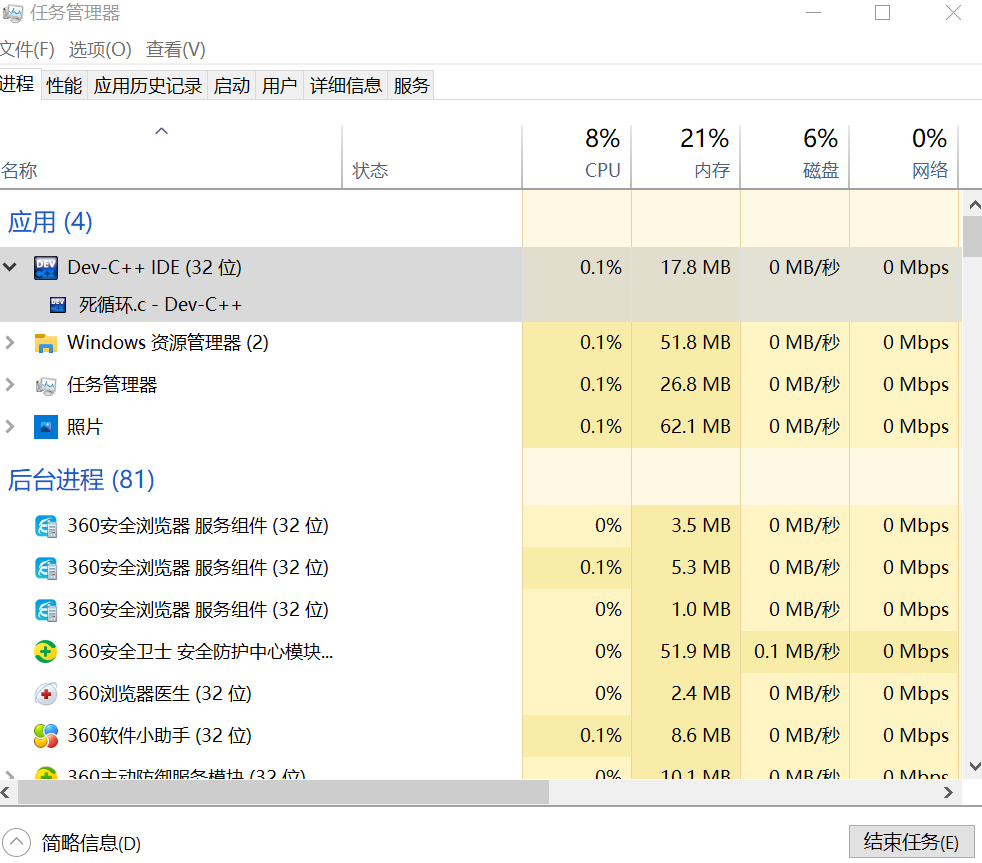 任务管理器
文件(F) 选项(O) 查看(V)
进程 性能 应用历史记录 启动 用户 详细信息 服务
8% 21% 6% 0%
名称 状态 CPU 内存 磁盘 网络
应用 (4)
Dev-C++ IDE (32 位) 0.1% 17.8 MB 0 MB/秒 0 Mbps
死循环.c - Dev-C++
Windows 资源管理器 (2) 0.1% 51.8 MB 0 MB/秒 0 Mbps
任务管理器 0.1% 26.8 MB 0 MB/秒 0 Mbps
照片 0.1% 62.1 MB 0 MB/秒 0 Mbps
后台进程 (81)
360安全浏览器 服务组件 (32 位) 0% 3.5 MB 0 MB/秒 0 Mbps
360安全浏览器 服务组件 (32 位) 0.1% 5.3 MB 0 MB/秒 0 Mbps
360安全浏览器 服务组件 (32 位) 0% 1.0 MB 0 MB/秒 0 Mbps
360安全卫士 安全防护中心模块... 0% 51.9 MB 0.1 MB/秒 0 Mbps
360浏览器医生 (32 位) 0% 2.4 MB 0 MB/秒 0 Mbps
360软件小助手 (32 位) 0.1% 8.6 MB 0 MB/秒 0 Mbps
360主动防御服务模块 (32 位) 0% 10.1 MB 0 MB/秒 0 Mbps
简略信息(D) 结束任务(E)